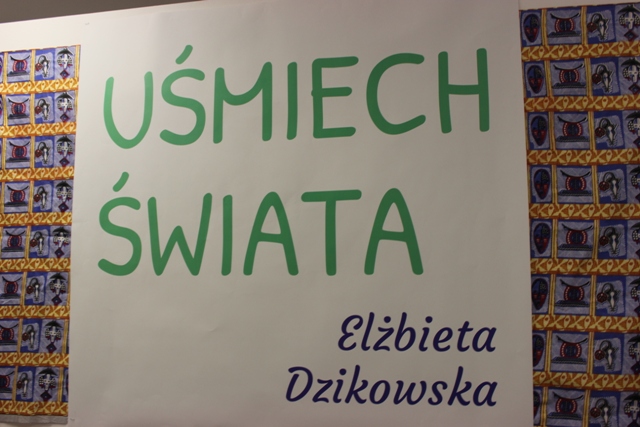 UŚMIECH
ŚWIATA
Elżbieta
Dzikowska